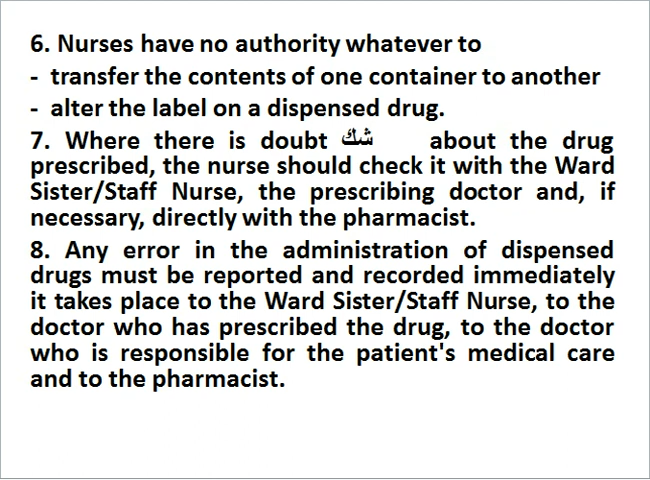 6. Nurses have no authority whatever to
- transfer the contents of one container to another
- alter the label on a dispensed drug.
7. Where there is doubt شك about the drug
prescribed, the nurse should check it with the Ward
Sister/Staff Nurse, the prescribing doctor and, if
necessary, directly with the pharmacist.
8. Any error in the administration of dispensed
drugs must be reported and recorded immediately
it takes place to the Ward Sister/Staff Nurse, to the
doctor who has prescribed the drug, to the doctor
who is responsible for the patient's medical care
and to the pharmacist.